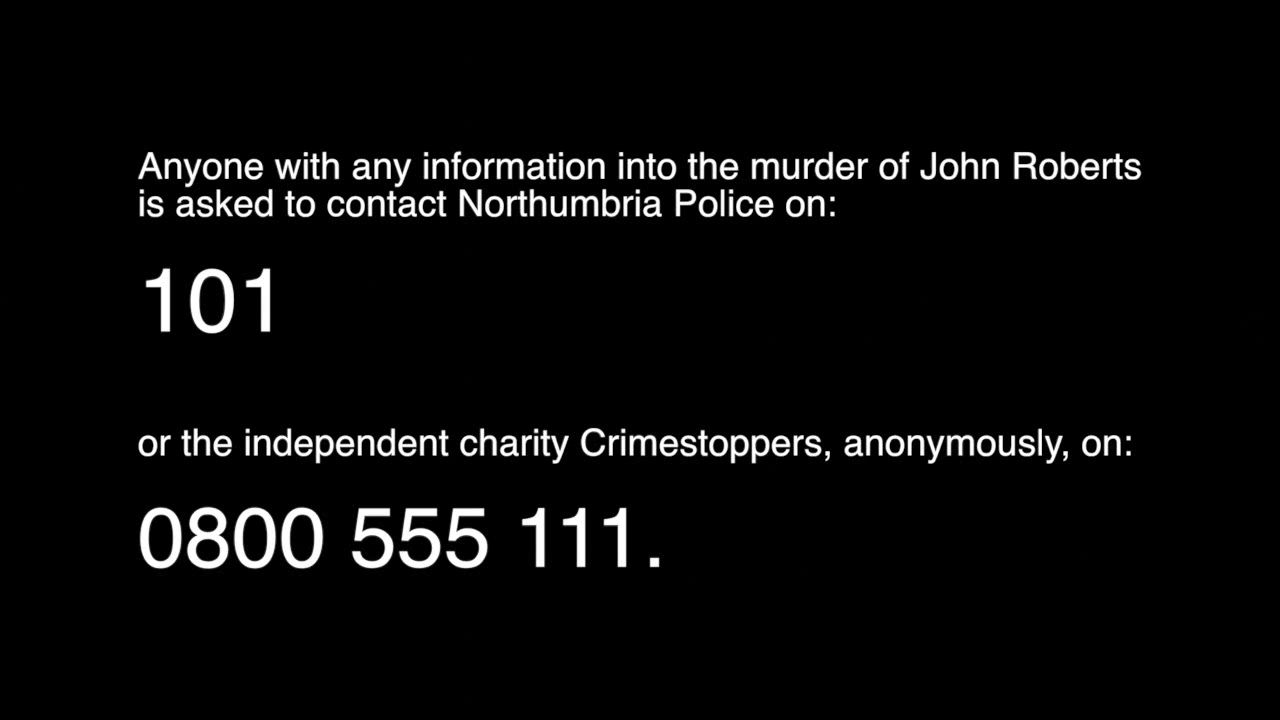 Anyone with any information into the murder of John Roberts
is asked to contact Northumbria Police on:
101
or the independent charity Crimestoppers, anonymously, on:
0800 555 111.